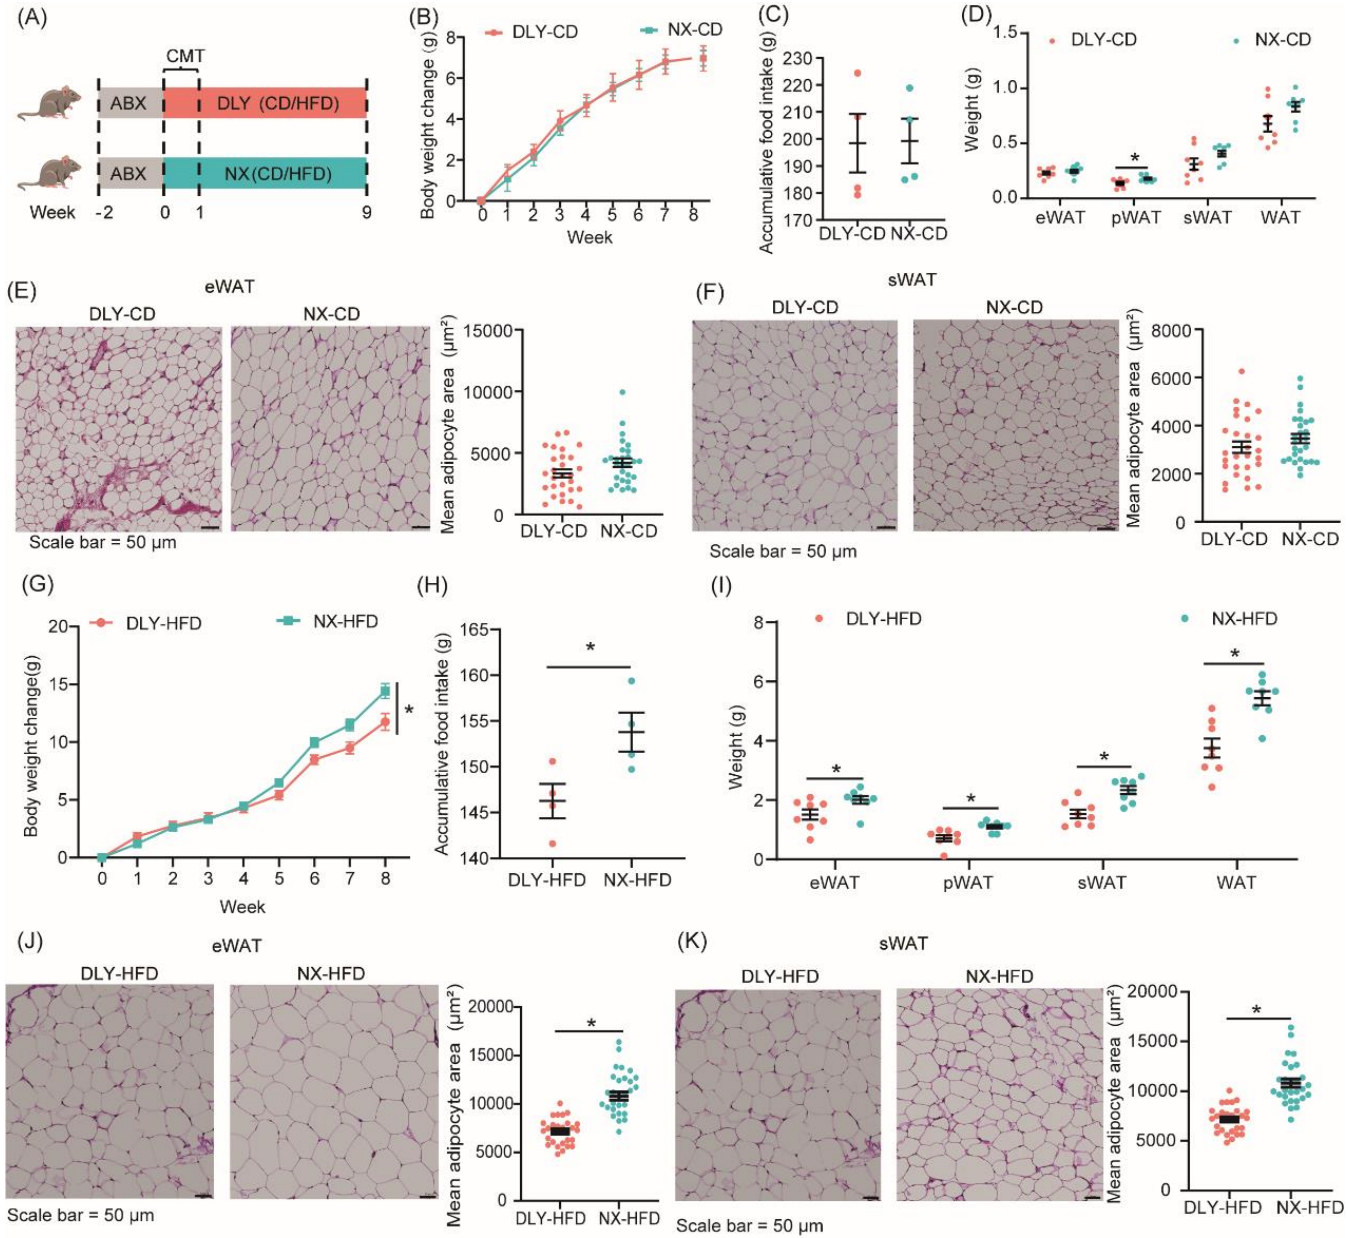 (A)
CMT
ABX
DLY (CD/HFD)
ABX
NX(CD/HFD)
Week
-2
0
1
9
(B)
DLY-CD
NX-CD
Body weight change (g)
8
6
4
2
0
0 1 2 3 4 5 6 7 8
Week
(C)
Accumulative food intake (g)
230
220
210
200
190
180
170
DLY-CD NX-CD
(D)
DLY-CD
NX-CD
Weight (g)
1.5
1.0
0.5
0.0
*
eWAT pWAT sWAT WAT
(E)
eWAT
DLY-CD
NX-CD
Scale bar = 50 μm
Mean adipocyte area (μm²)
15000
10000
5000
0
DLY-CD NX-CD
(F)
sWAT
DLY-CD
NX-CD
Scale bar = 50 μm
Mean adipocyte area (μm²)
8000
6000
4000
2000
0
DLY-CD NX-CD
(G)
DLY-HFD
NX-HFD
Body weight change(g)
20
15
10
5
0
*
0 1 2 3 4 5 6 7 8
Week
(H)
Accumulative food intake (g)
165
160
155
150
145
140
*
DLY-HFD NX-HFD
(I)
DLY-HFD
NX-HFD
Weight (g)
8
6
4
2
0
*
*
*
*
eWAT pWAT sWAT WAT
(J)
eWAT
DLY-HFD
NX-HFD
Scale bar = 50 μm
Mean adipocyte area (μm²)
20000
15000
10000
5000
0
*
DLY-HFD NX-HFD
(K)
sWAT
DLY-HFD
NX-HFD
Scale bar = 50 μm
Mean adipocyte area (μm²)
20000
15000
10000
5000
0
*
DLY-HFD NX-HFD